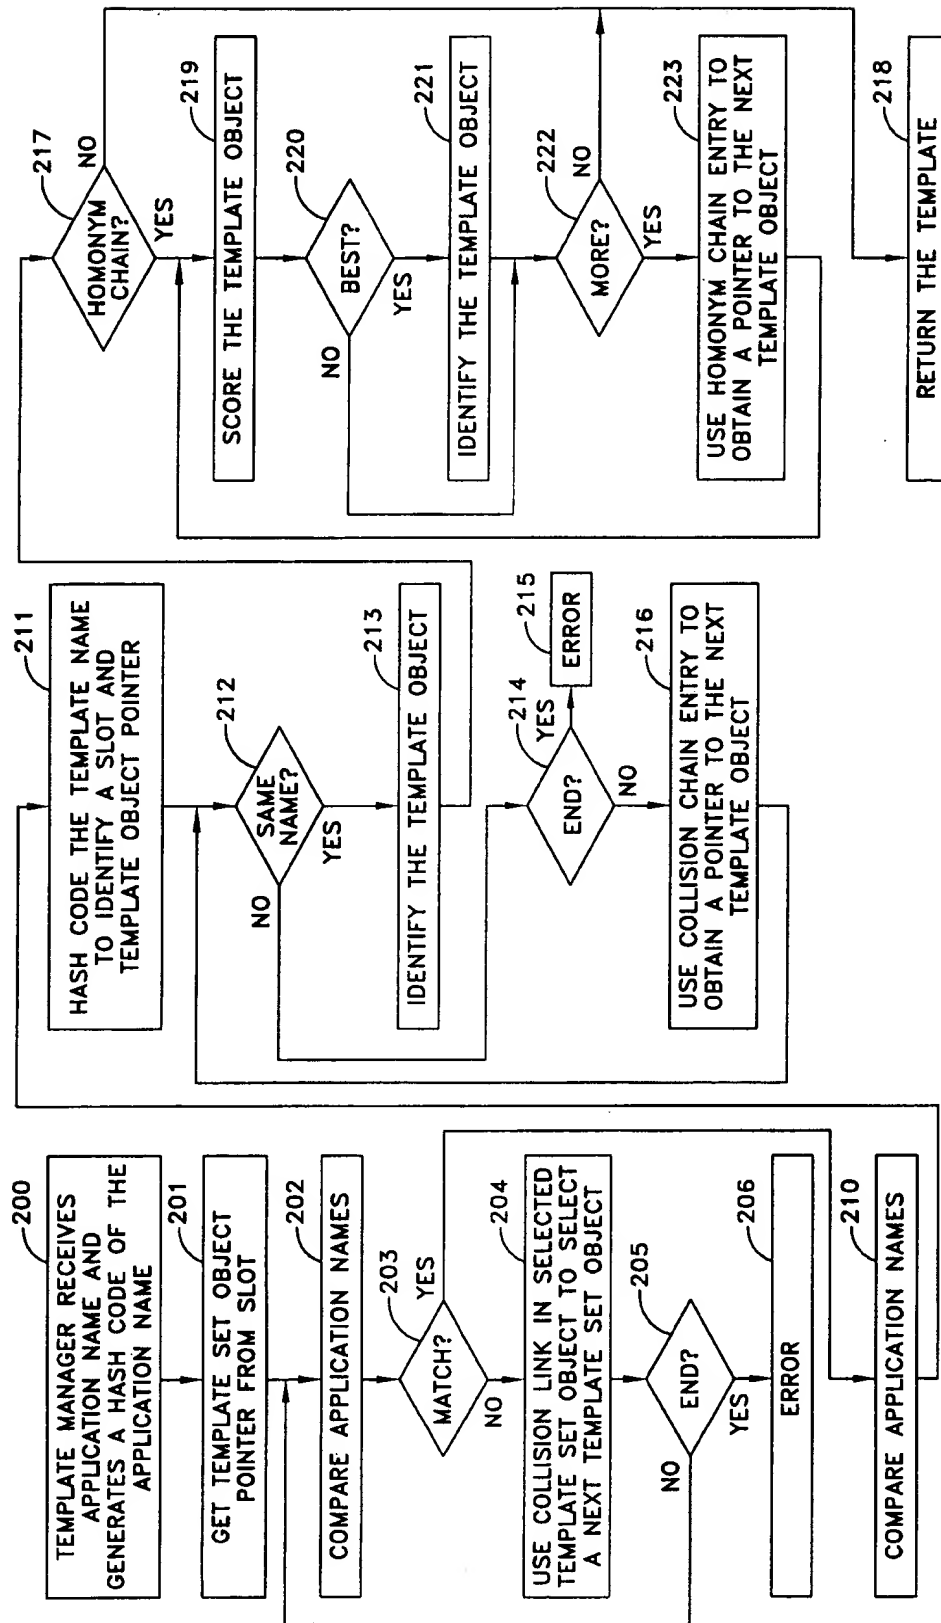 200
TEMPLATE MANAGER RECEIVES
APPLICATION NAME AND
GENERATES A HASH CODE OF THE
APPLICATION NAME
201
GET TEMPLATE SET OBJECT
POINTER FROM SLOT
202
COMPARE APPLICATION NAMES
203
MATCH?
YES
NO
204
USE COLLISION LINK IN SELECTED
TEMPLATE SET OBJECT TO SELECT
A NEXT TEMPLATE SET OBJECT
205
END?
NO
YES
206
ERROR
210
COMPARE APPLICATION NAMES
211
HASH CODE THE TEMPLATE NAME
TO IDENTIFY A SLOT AND
TEMPLATE OBJECT POINTER
212
SAME
NAME?
NO
YES
213
IDENTIFY THE TEMPLATE OBJECT
214
END?
YES
215
ERROR
NO
216
USE COLLISION CHAIN ENTRY TO
OBTAIN A POINTER TO THE NEXT
TEMPLATE OBJECT
217
HOMONYM
CHAIN?
NO
YES
219
SCORE THE TEMPLATE OBJECT
220
BEST?
NO
YES
221
IDENTIFY THE TEMPLATE OBJECT
222
MORE?
NO
YES
223
USE HOMONYM CHAIN ENTRY TO
OBTAIN A POINTER TO THE NEXT
TEMPLATE OBJECT
218
RETURN THE TEMPLATE